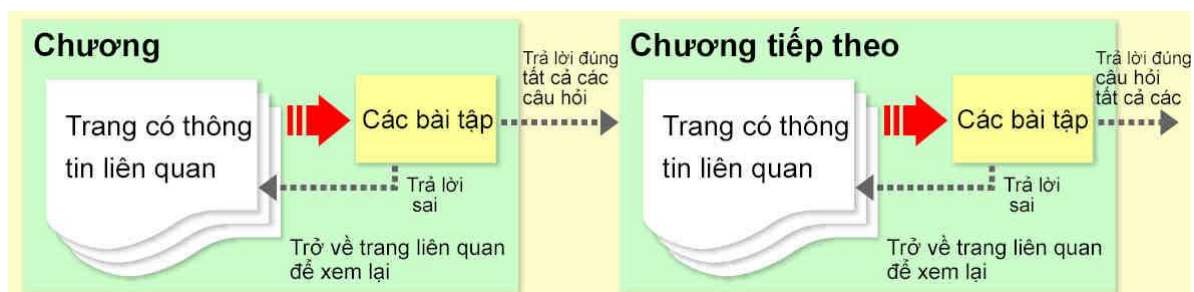 Chương
Trang có thông
tin liên quan
Các bài tập
Trả lời đúng
tất cả các
câu hỏi
Trả lời
sai
Trở về trang liên quan
để xem lại
Chương tiếp theo
Trang có thông
tin liên quan
Các bài tập
Trả lời đúng
câu hỏi
tất cả các
Trả lời
sai
Trở về trang liên quan
để xem lại